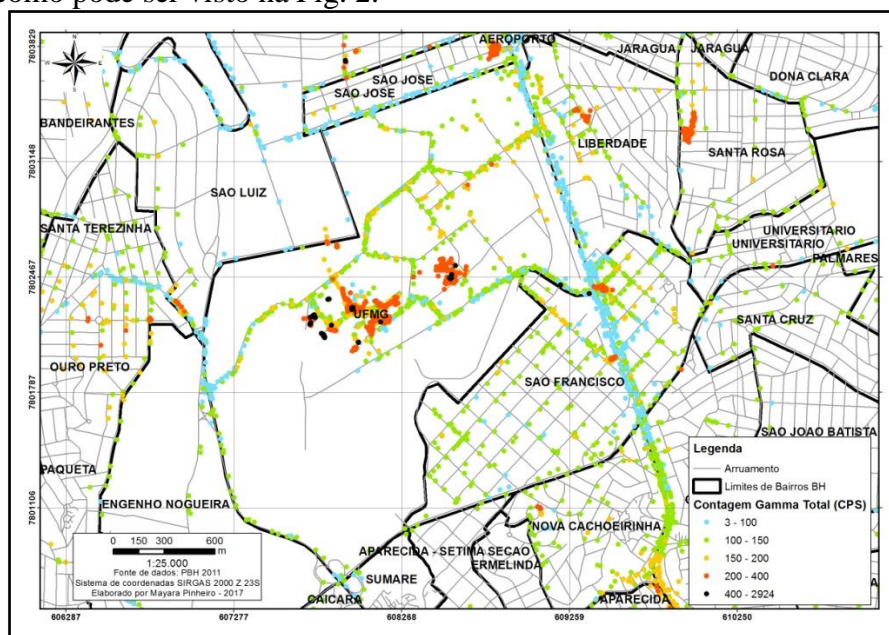 como pode ser visto na Fig. 2.
7803829
7803148
7802467
7801787
7801106
N
W
E
S
AEROPORTO
JARAGUA
JARAGUA
SAO JOSE
SAO JOSE
DONA CLARA
BANDEIRANTES
LIBERDADE
SANTA ROSA
SAO LUIZ
SANTA TEREZINHA
UNIVERSITARIO
UNIVERSITARIO
PALMARES
UFMG
SANTA CRUZ
OURO PRETO
SAO FRANCISCO
SAO JOAO BATISTA
PAQUETA
ENGENHO NOGUEIRA
NOVA CACHOEIRINHA
APARECIDA - SETIMA SECAO
ERMELINDA
SUMARE
CAICARA
APARECIDA
Legenda
Arruamento
Limites de Bairros BH
Contagem Gamma Total (CPS)
3 - 100
100 - 150
150 - 200
200 - 400
400 - 2924
0 150 300 600
m
1:25.000
Fonte de dados: PBH 2011
Sistema de coordenadas SIRGAS 2000 Z 23S
Elaborado por Mayara Pinheiro - 2017
606287 607277 608268 609259 610250